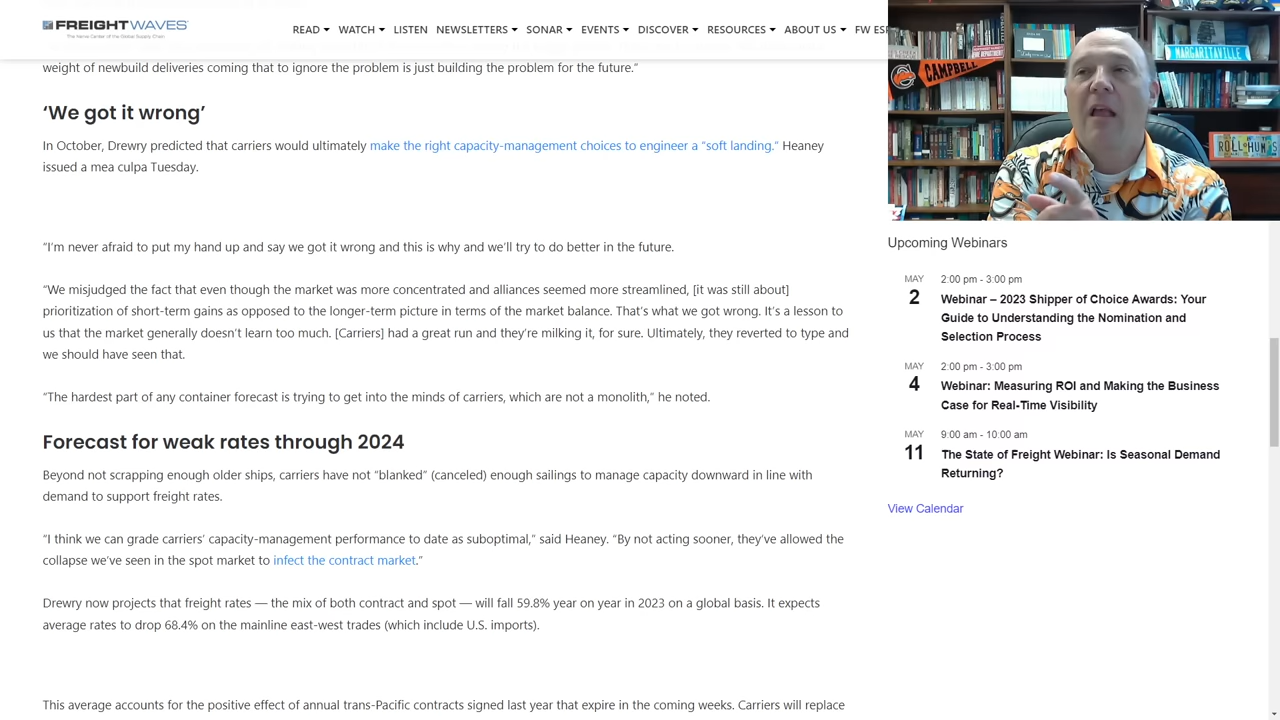 FREIGHTWAVES
READ WATCH LISTEN NEWSLETTERS SONAR EVENTS DISCOVER RESOURCES ABOUT US FW
weight of newbuild deliveries coming that to ignore the problem is just building the problem for the future.”
‘We got it wrong’
In October, Drewry predicted that carriers would ultimately make the right capacity-management choices to engineer a “soft landing.” Heaney
issued a mea culpa Tuesday.
“I’m never afraid to put my hand up and say we got it wrong and this is why and we’ll try to do better in the future.
“We misjudged the fact that even though the market was more concentrated and alliances seemed more streamlined, [it was still about]
prioritization of short-term gains as opposed to the longer-term picture in terms of the market balance. That’s what we got wrong. It’s a lesson to
us that the market generally doesn’t learn too much. [Carriers] had a great run and they’re milking it, for sure. Ultimately, they reverted to type and
we should have seen that.
“The hardest part of any container forecast is trying to get into the minds of carriers, which are not a monolith,” he noted.
Forecast for weak rates through 2024
Beyond not scrapping enough older ships, carriers have not “blanked” (canceled) enough sailings to manage capacity downward in line with
demand to support freight rates.
“I think we can grade carriers’ capacity-management performance to date as suboptimal,” said Heaney. “By not acting sooner, they’ve allowed the
collapse we’ve seen in the spot market to infect the contract market.”
Drewry now projects that freight rates — the mix of both contract and spot — will fall 59.8% year on year in 2023 on a global basis. It expects
average rates to drop 68.4% on the mainline east-west trades (which include U.S. imports).
This average accounts for the positive effect of annual trans-Pacific contracts signed last year that expire in the coming weeks. Carriers will replace
CAMPBELL
MARGARITAVILLE
Upcoming Webinars
MAY
2
2:00 pm - 3:00 pm
Webinar – 2023 Shipper of Choice Awards: Your
Guide to Understanding the Nomination and
Selection Process
MAY
4
2:00 pm - 3:00 pm
Webinar: Measuring ROI and Making the Business
Case for Real-Time Visibility
MAY
11
9:00 am - 10:00 am
The State of Freight Webinar: Is Seasonal Demand
Returning?
View Calendar